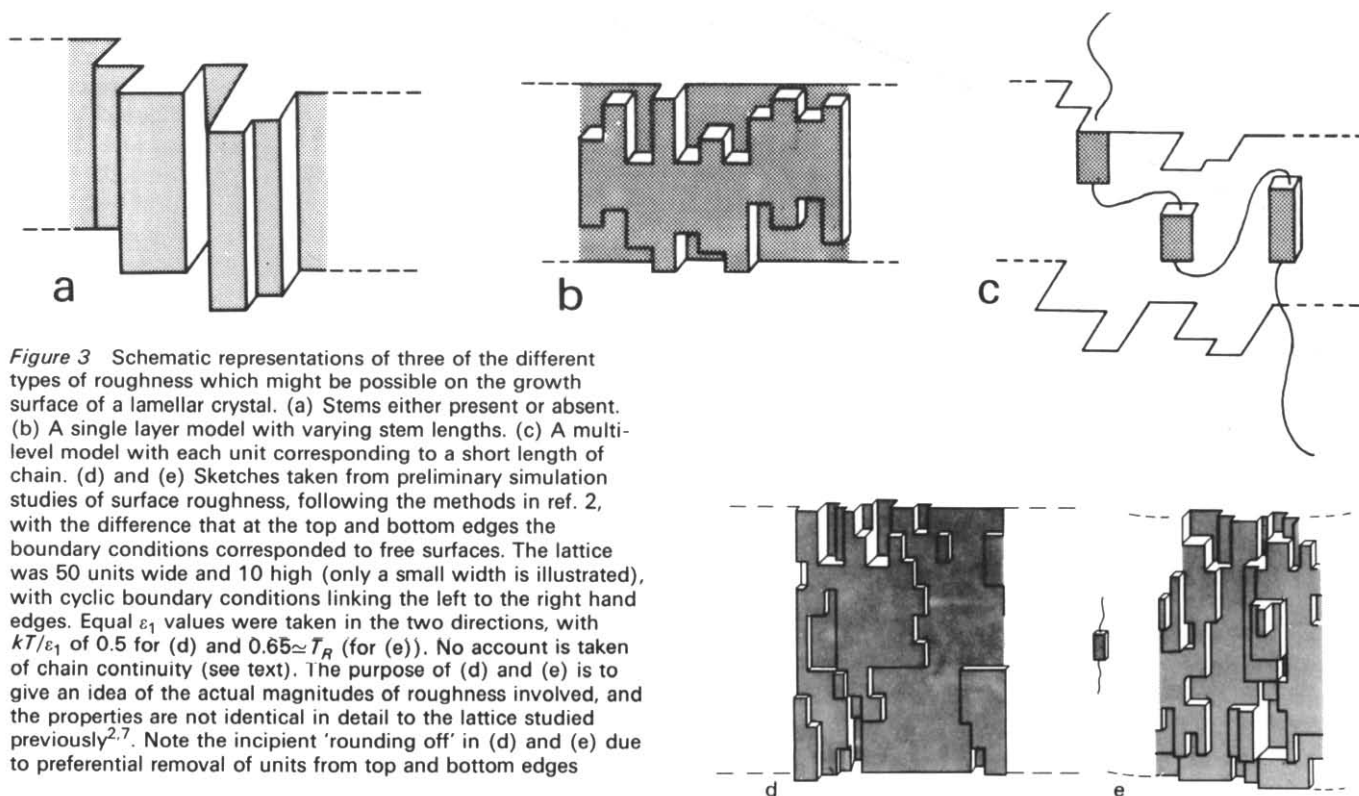 a
b
c
Figure 3 Schematic representations of three of the different
types of roughness which might be possible on the growth
surface of a lamellar crystal. (a) Stems either present or absent.
(b) A single layer model with varying stem lengths. (c) A multi-
level model with each unit corresponding to a short length of
chain. (d) and (e) Sketches taken from preliminary simulation
studies of surface roughness, following the methods in ref. 2,
with the difference that at the top and bottom edges the
boundary conditions corresponded to free surfaces. The lattice
was 50 units wide and 10 high (only a small width is illustrated),
with cyclic boundary conditions linking the left to the right hand
edges. Equal ε₁ values were taken in the two directions, with
kT/ε₁ of 0.5 for (d) and 0.65≃T_R (for (e)). No account is taken
of chain continuity (see text). The purpose of (d) and (e) is to
give an idea of the actual magnitudes of roughness involved, and
the properties are not identical in detail to the lattice studied
previously²,⁷. Note the incipient 'rounding off' in (d) and (e) due
to preferential removal of units from top and bottom edges
d
e